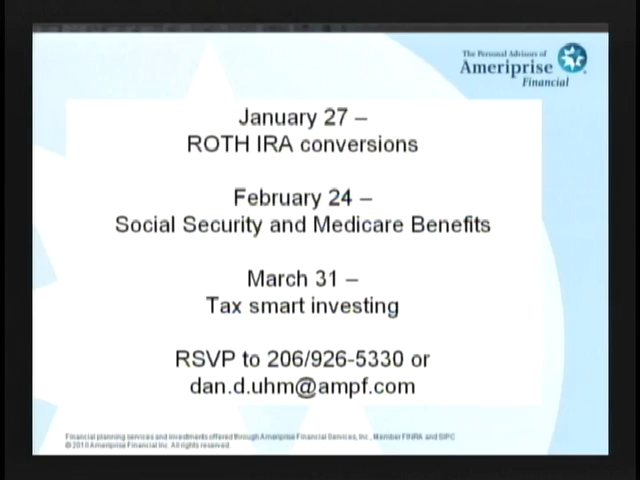 The Personal Advisors of
Ameriprise
Financial
January 27 –
ROTH IRA conversions
February 24 –
Social Security and Medicare Benefits
March 31 –
Tax smart investing
RSVP to 206/926-5330 or
dan.d.uhm@ampf.com
Financial planning services and investments offered through Ameriprise Financial Services, Inc., Member FINRA and SIPC
© 2010 Ameriprise Financial Inc. All rights reserved.